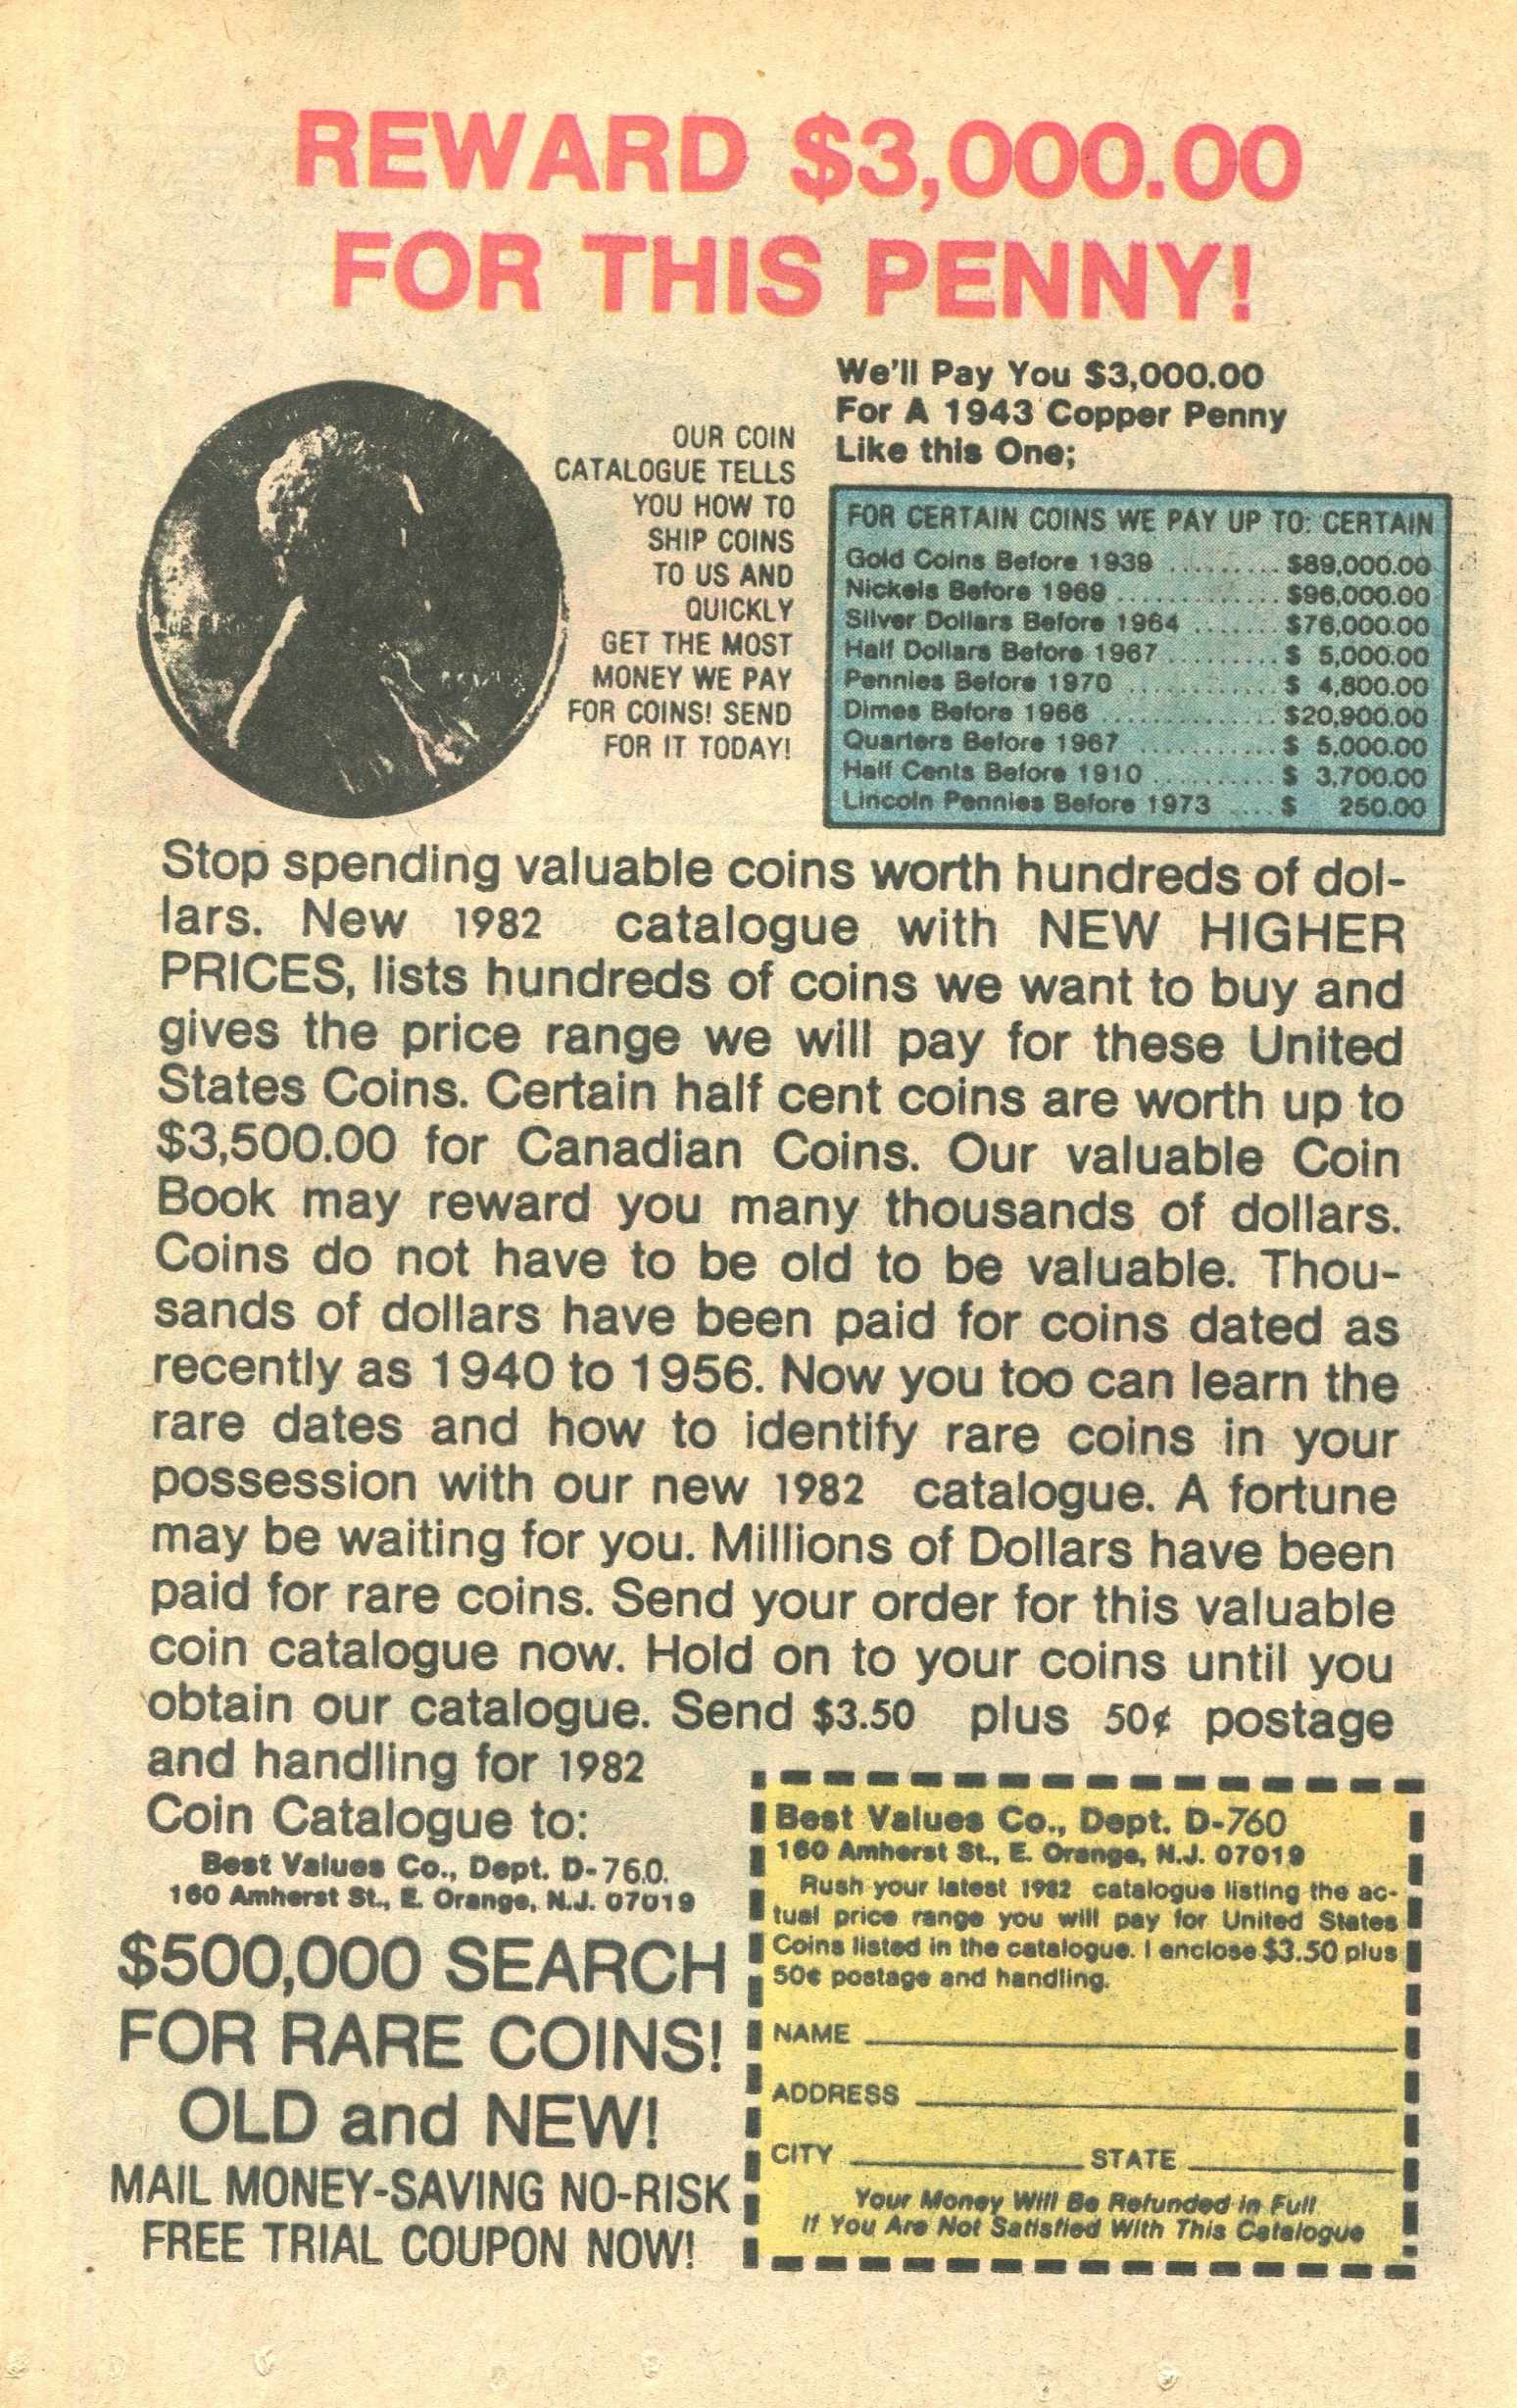 REWARD $3,000.00
FOR THIS PENNY!
We'll Pay You $3,000.00
For A 1943 Copper Penny
Like this One;
OUR COIN
CATALOGUE TELLS
YOU HOW TO
SHIP COINS
TO US AND
QUICKLY
GET THE MOST
MONEY WE PAY
FOR COINS! SEND
FOR IT TODAY!
FOR CERTAIN COINS WE PAY UP TO: CERTAIN
Gold Coins Before 1939 ......... $89,000.00
Nickels Before 1969 ............. $96,000.00
Silver Dollars Before 1964 ....... $76,000.00
Half Dollars Before 1967 .......... $ 5,000.00
Pennies Before 1970 ............. $ 4,800.00
Dimes Before 1966 .............. $20,900.00
Quarters Before 1967 ............ $ 5,000.00
Half Cents Before 1910 ........... $ 3,700.00
Lincoln Pennies Before 1973 .... $ 250.00
Stop spending valuable coins worth hundreds of dol-
lars. New 1982 catalogue with NEW HIGHER
PRICES, lists hundreds of coins we want to buy and
gives the price range we will pay for these United
States Coins. Certain half cent coins are worth up to
$3,500.00 for Canadian Coins. Our valuable Coin
Book may reward you many thousands of dollars.
Coins do not have to be old to be valuable. Thou-
sands of dollars have been paid for coins dated as
recently as 1940 to 1956. Now you too can learn the
rare dates and how to identify rare coins in your
possession with our new 1982 catalogue. A fortune
may be waiting for you. Millions of Dollars have been
paid for rare coins. Send your order for this valuable
coin catalogue now. Hold on to your coins until you
obtain our catalogue. Send $3.50 plus 50¢ postage
and handling for 1982
Coin Catalogue to:
Best Values Co., Dept. D-760.
160 Amherst St., E. Orange, N.J. 07019
$500,000 SEARCH
FOR RARE COINS!
OLD and NEW!
MAIL MONEY-SAVING NO-RISK
FREE TRIAL COUPON NOW!
Best Values Co., Dept. D-760
160 Amherst St., E. Orange, N.J. 07019
Rush your latest 1982 catalogue listing the ac-
tual price range you will pay for United States
Coins listed in the catalogue. I enclose $3.50 plus
50¢ postage and handling.
NAME
ADDRESS
CITY STATE
Your Money Will Be Refunded in Full
If You Are Not Satisfied With This Catalogue